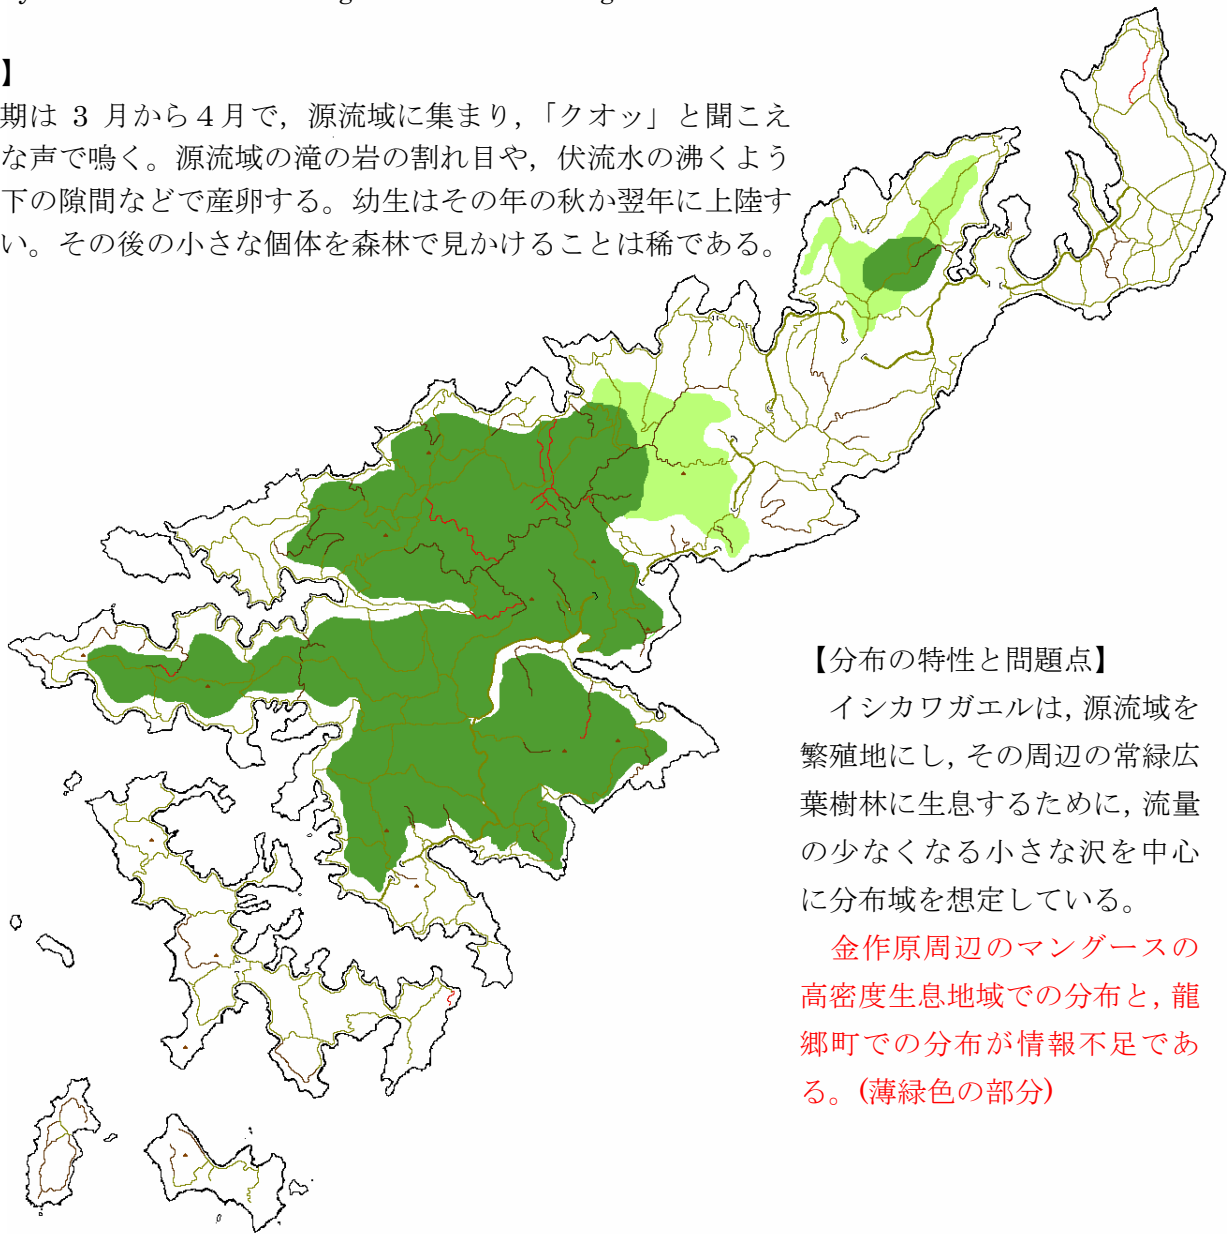 】
期は 3 月から４月で，源流域に集まり，「クオッ」と聞こえ
な声で鳴く。源流域の滝の岩の割れ目や，伏流水の沸くよう
下の隙間などで産卵する。幼生はその年の秋か翌年に上陸す
い。その後の小さな個体を森林で見かけることは稀である。
【分布の特性と問題点】
イシカワガエルは，源流域を
繁殖地にし，その周辺の常緑広
葉樹林に生息するために，流量
の少なくなる小さな沢を中心
に分布域を想定している。
金作原周辺のマングースの
高密度生息地域での分布と，龍
郷町での分布が情報不足であ
る。(薄緑色の部分)